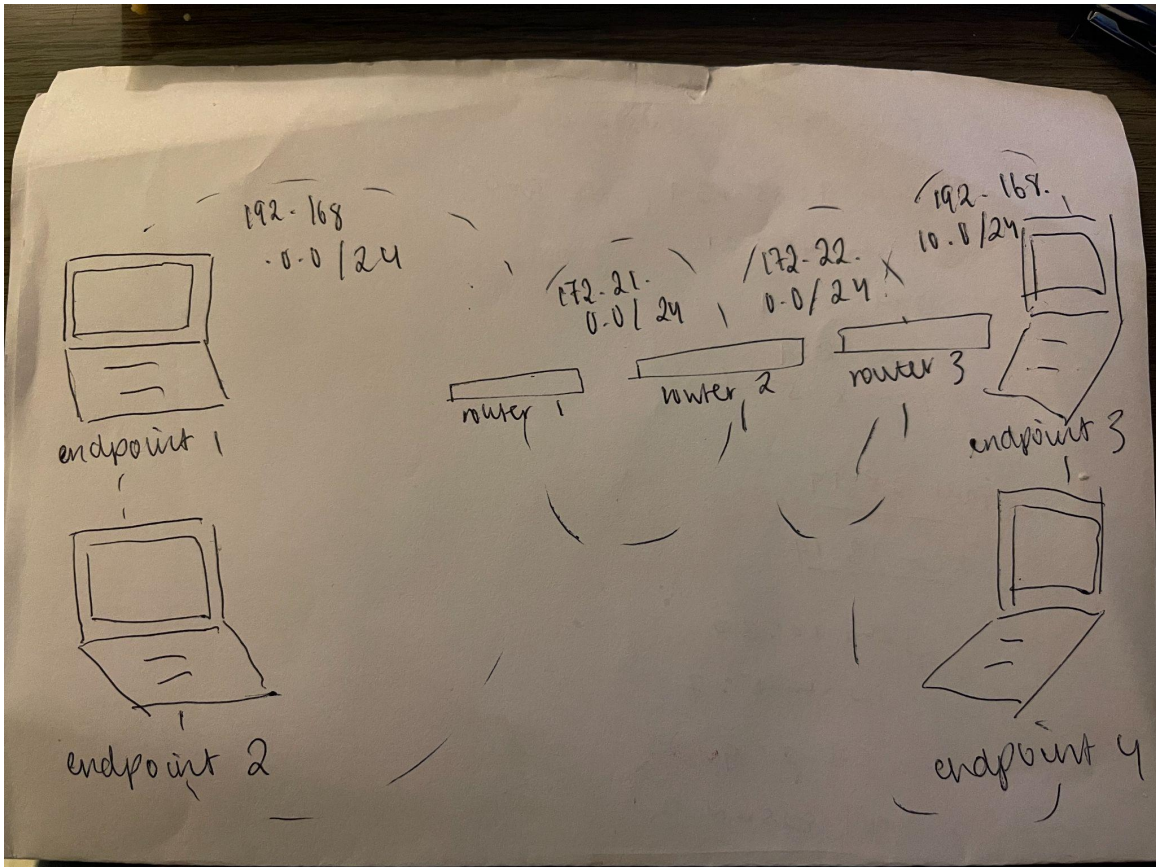 192.168
.0.0/24
172.21.
0.0/24
172.22.
0.0/24
192.168.
10.0/24
router 1
router 2
router 3
endpoint 1
endpoint 3
endpoint 2
endpoint 4